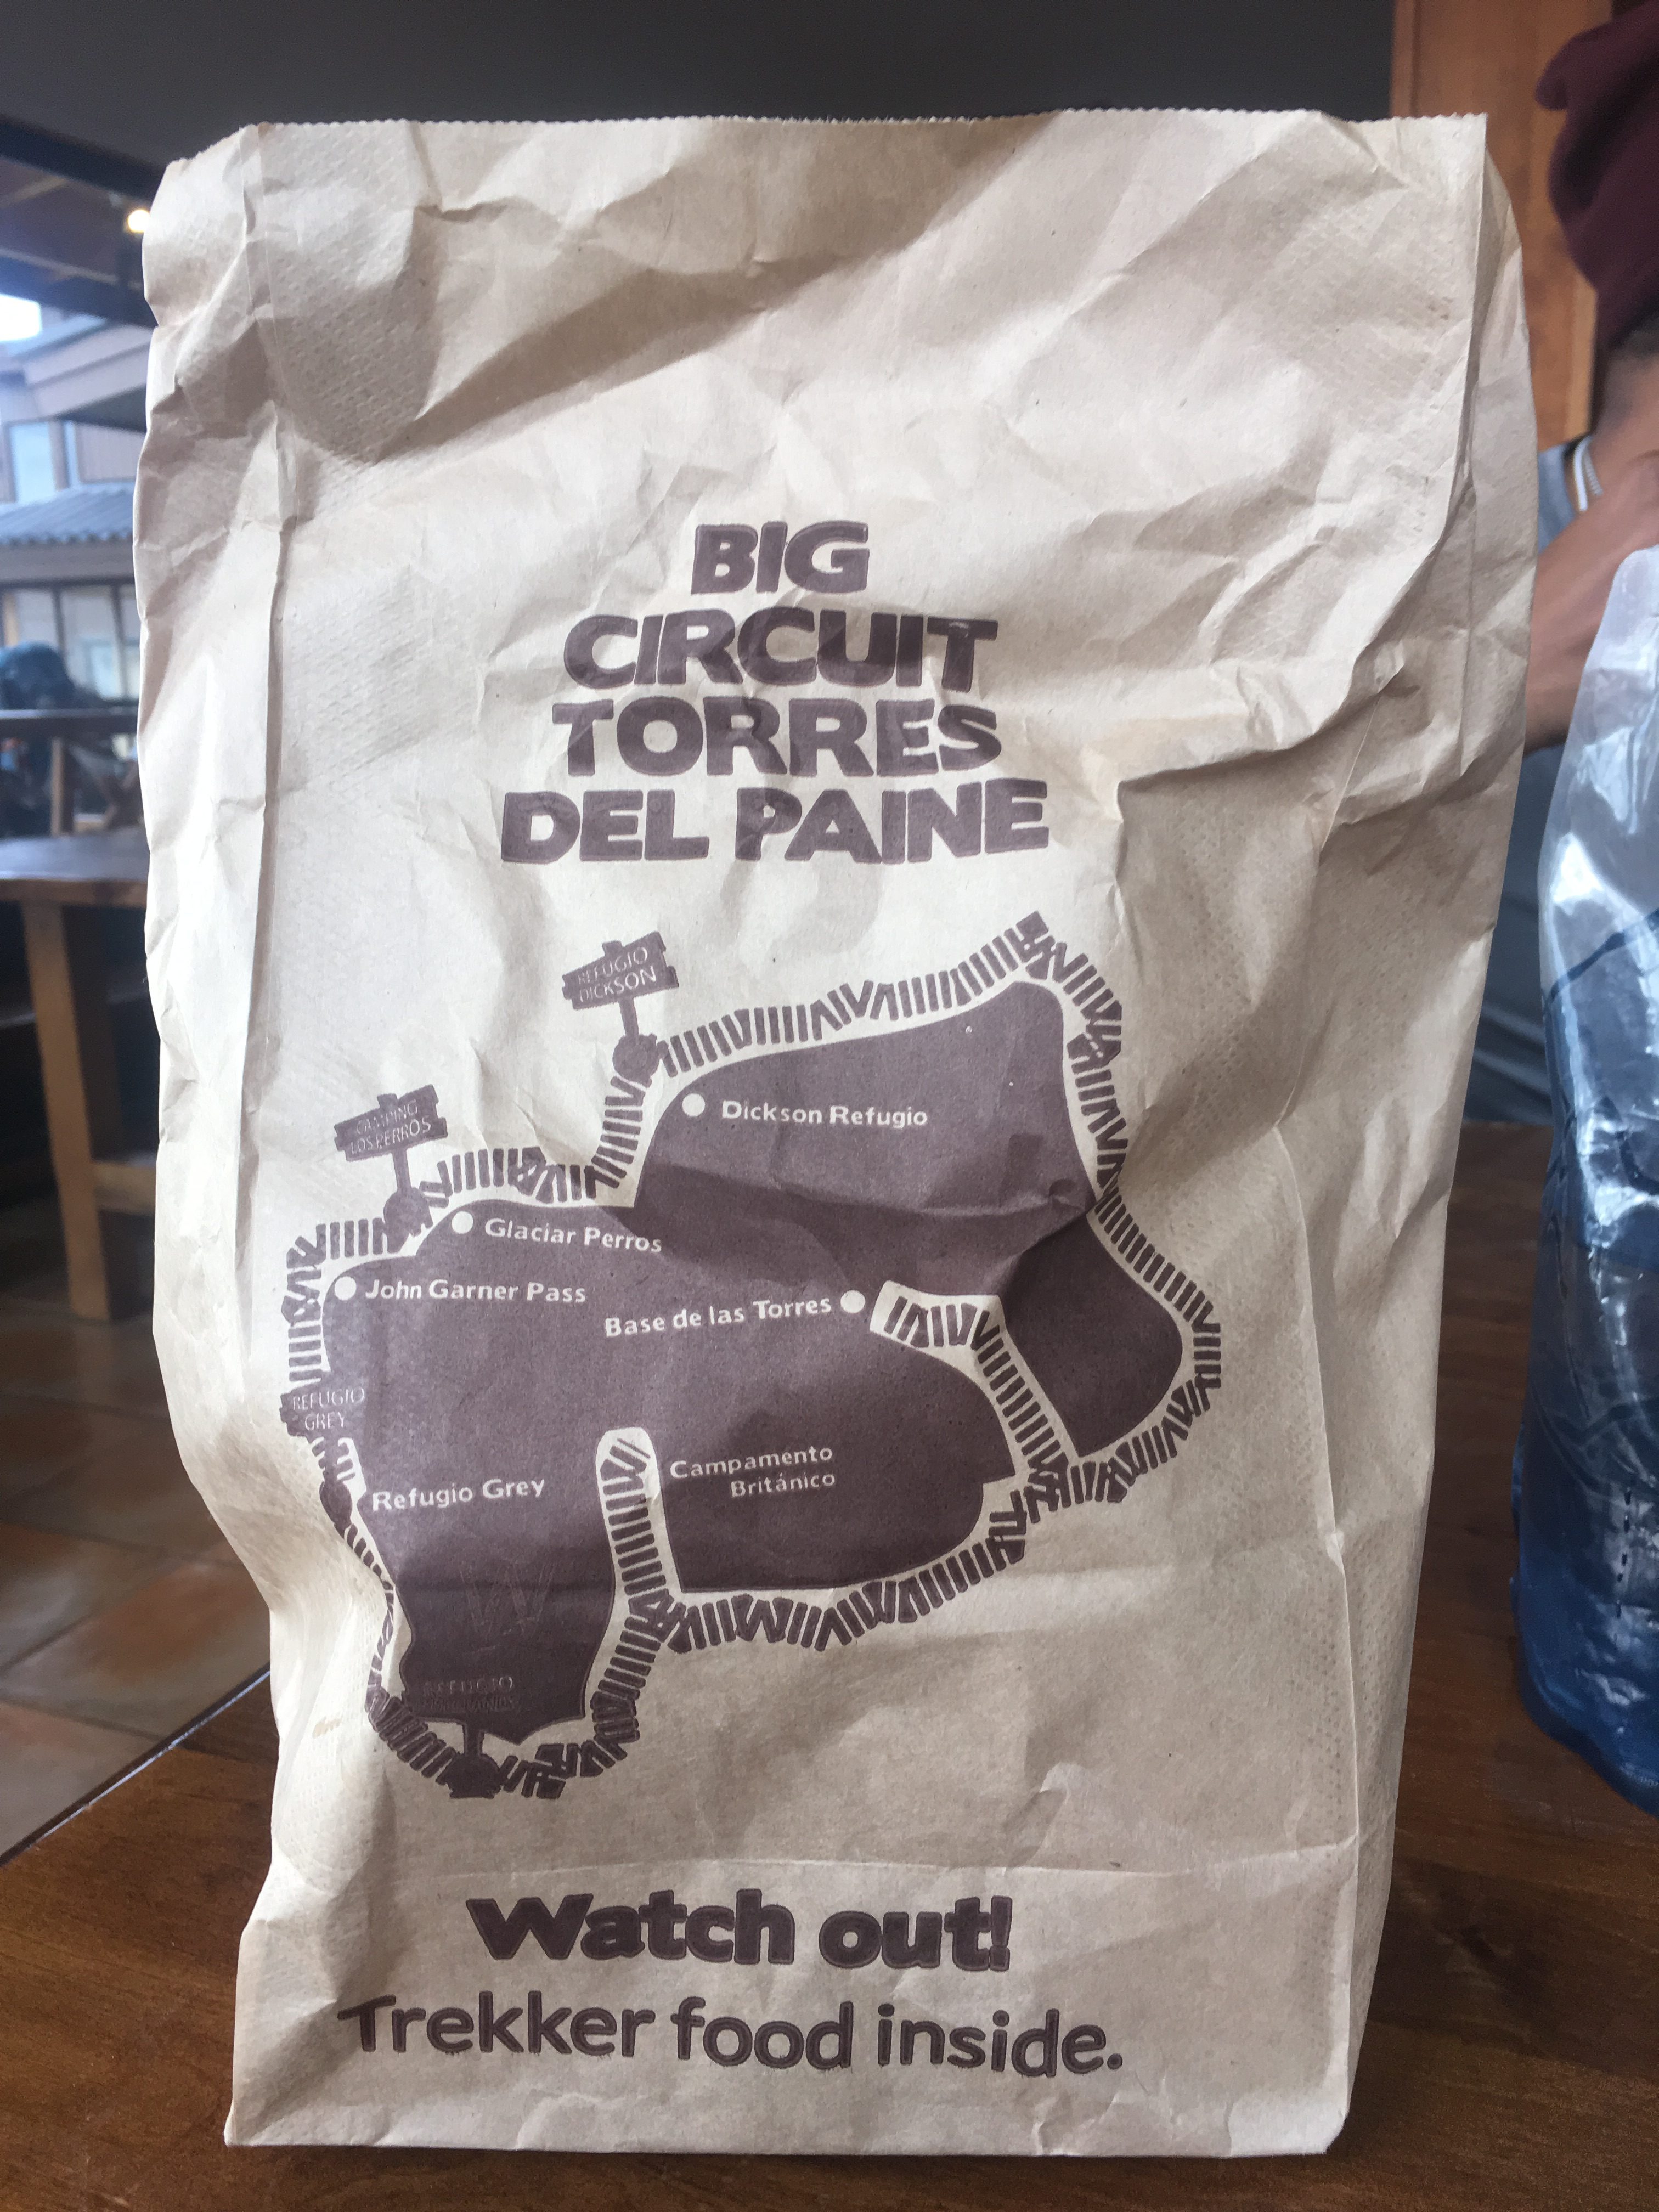 BIG
CIRCUIT
TORRES
DEL PAINE
REFUGIO
DICKSON
CAMPING
LOS PERROS
Dickson Refugio
Glaciar Perros
John Garner Pass
Base de las Torres
REFUGIO
GREY
Campamento
Británico
Refugio Grey
W
REFUGIO
Watch out!
Trekker food inside.